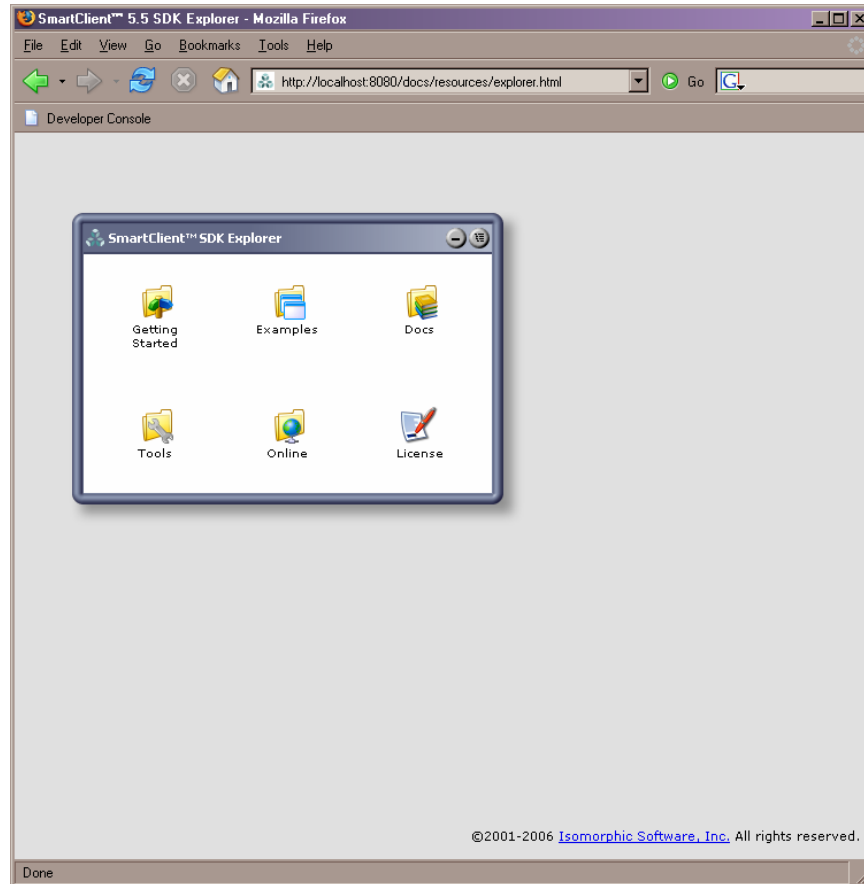 SmartClient™ 5.5 SDK Explorer - Mozilla Firefox
File Edit View Go Bookmarks Tools Help
http://localhost:8080/docs/resources/explorer.html Go G
Developer Console
SmartClient™ SDK Explorer
Getting Started
Examples
Docs
Tools
Online
License
©2001-2006 Isomorphic Software, Inc. All rights reserved.
Done